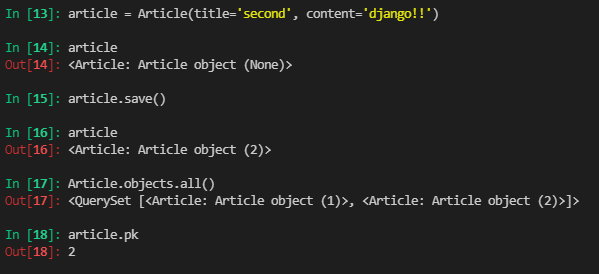 In [13]: article = Article(title='second', content='django!!')
In [14]: article
Out[14]: <Article: Article object (None)>
In [15]: article.save()
In [16]: article
Out[16]: <Article: Article object (2)>
In [17]: Article.objects.all()
Out[17]: <QuerySet [<Article: Article object (1)>, <Article: Article object (2)>]>
In [18]: article.pk
Out[18]: 2